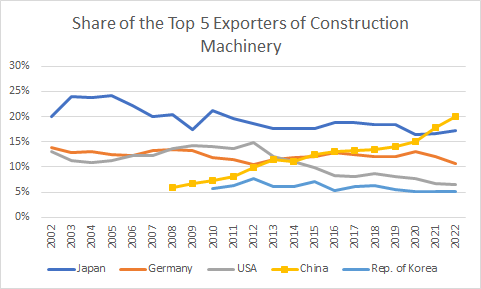 Share of the Top 5 Exporters of Construction
Machinery
30%
25%
20%
15%
10%
5%
0%
2002 2003 2004 2005 2006 2007 2008 2009 2010 2011 2012 2013 2014 2015 2016 2017 2018 2019 2020 2021 2022
Japan Germany USA China Rep. of Korea